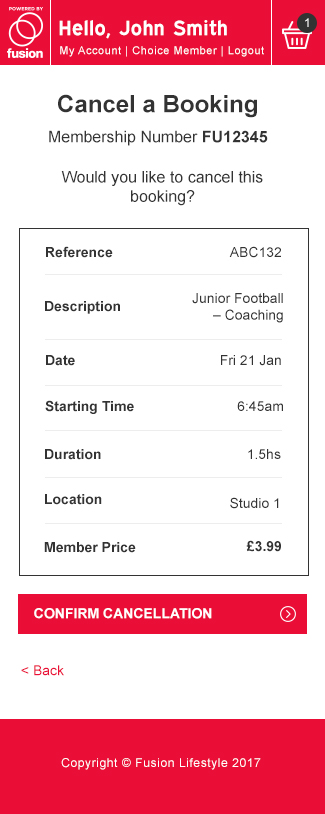 POWERED BY
fusion
Hello, John Smith
My Account | Choice Member | Logout
1
Cancel a Booking
Membership Number FU12345
Would you like to cancel this
booking?
Reference ABC132
Description Junior Football
– Coaching
Date Fri 21 Jan
Starting Time 6:45am
Duration 1.5hs
Location Studio 1
Member Price £3.99
CONFIRM CANCELLATION
< Back
Copyright © Fusion Lifestyle 2017